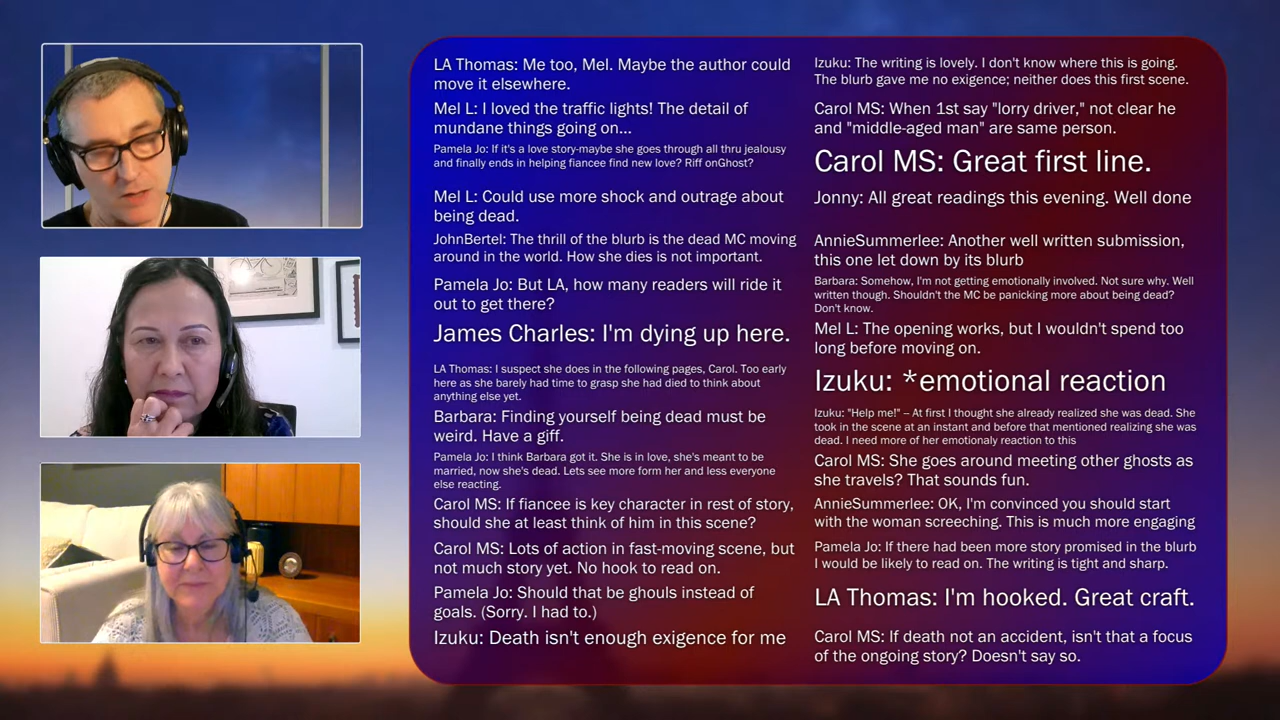 LA Thomas: Me too, Mel. Maybe the author could
move it elsewhere.
Mel L: I loved the traffic lights! The detail of
mundane things going on...
Pamela Jo: If it's a love story-maybe she goes through all thru jealousy
and finally ends in helping fiancee find new love? Riff onGhost?
Mel L: Could use more shock and outrage about
being dead.
JohnBertel: The thrill of the blurb is the dead MC moving
around in the world. How she dies is not important.
Pamela Jo: But LA, how many readers will ride it
out to get there?
James Charles: I'm dying up here.
LA Thomas: I suspect she does in the following pages, Carol. Too early
here as she barely had time to grasp she had died to think about
anything else yet.
Barbara: Finding yourself being dead must be
weird. Have a giff.
Pamela Jo: I think Barbara got it. She is in love, she's meant to be
married, now she's dead. Lets see more form her and less everyone
else reacting.
Carol MS: If fiancee is key character in rest of story,
should she at least think of him in this scene?
Carol MS: Lots of action in fast-moving scene, but
not much story yet. No hook to read on.
Pamela Jo: Should that be ghouls instead of
goals. (Sorry. I had to.)
Izuku: Death isn't enough exigence for me
Izuku: The writing is lovely. I don't know where this is going.
The blurb gave me no exigence; neither does this first scene.
Carol MS: When 1st say "lorry driver," not clear he
and "middle-aged man" are same person.
Carol MS: Great first line.
Jonny: All great readings this evening. Well done
AnnieSummerlee: Another well written submission,
this one let down by its blurb
Barbara: Somehow, I'm not getting emotionally involved. Not sure why. Well
written though. Shouldn't the MC be panicking more about being dead?
Don't know.
Mel L: The opening works, but I wouldn't spend too
long before moving on.
Izuku: *emotional reaction
Izuku: "Help me!" – At first I thought she already realized she was dead. She
took in the scene at an instant and before that mentioned realizing she was
dead. I need more of her emotionaly reaction to this
Carol MS: She goes around meeting other ghosts as
she travels? That sounds fun.
AnnieSummerlee: OK, I'm convinced you should start
with the woman screeching. This is much more engaging
Pamela Jo: If there had been more story promised in the blurb
I would be likely to read on. The writing is tight and sharp.
LA Thomas: I'm hooked. Great craft.
Carol MS: If death not an accident, isn't that a focus
of the ongoing story? Doesn't say so.